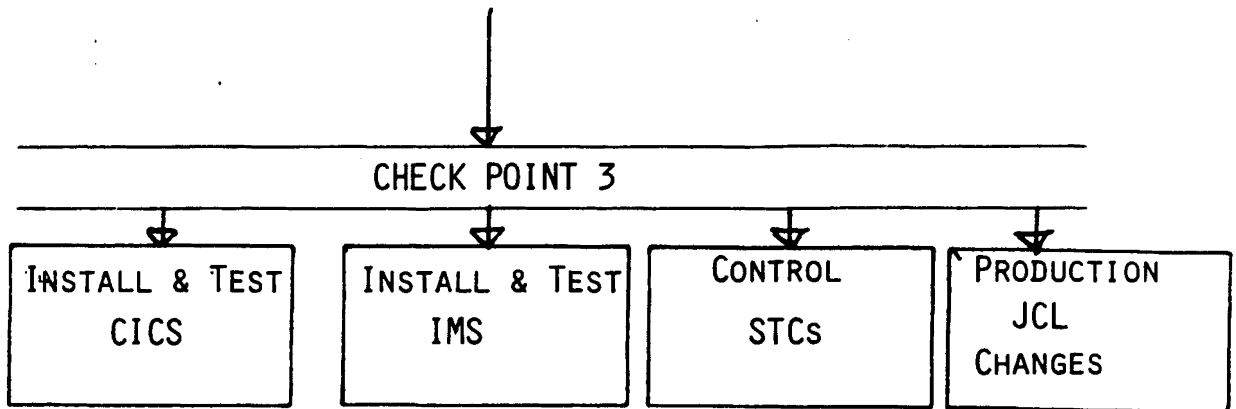 CHECK POINT 3
INSTALL & TEST
CICS
INSTALL & TEST
IMS
CONTROL
STCs
PRODUCTION
JCL
CHANGES